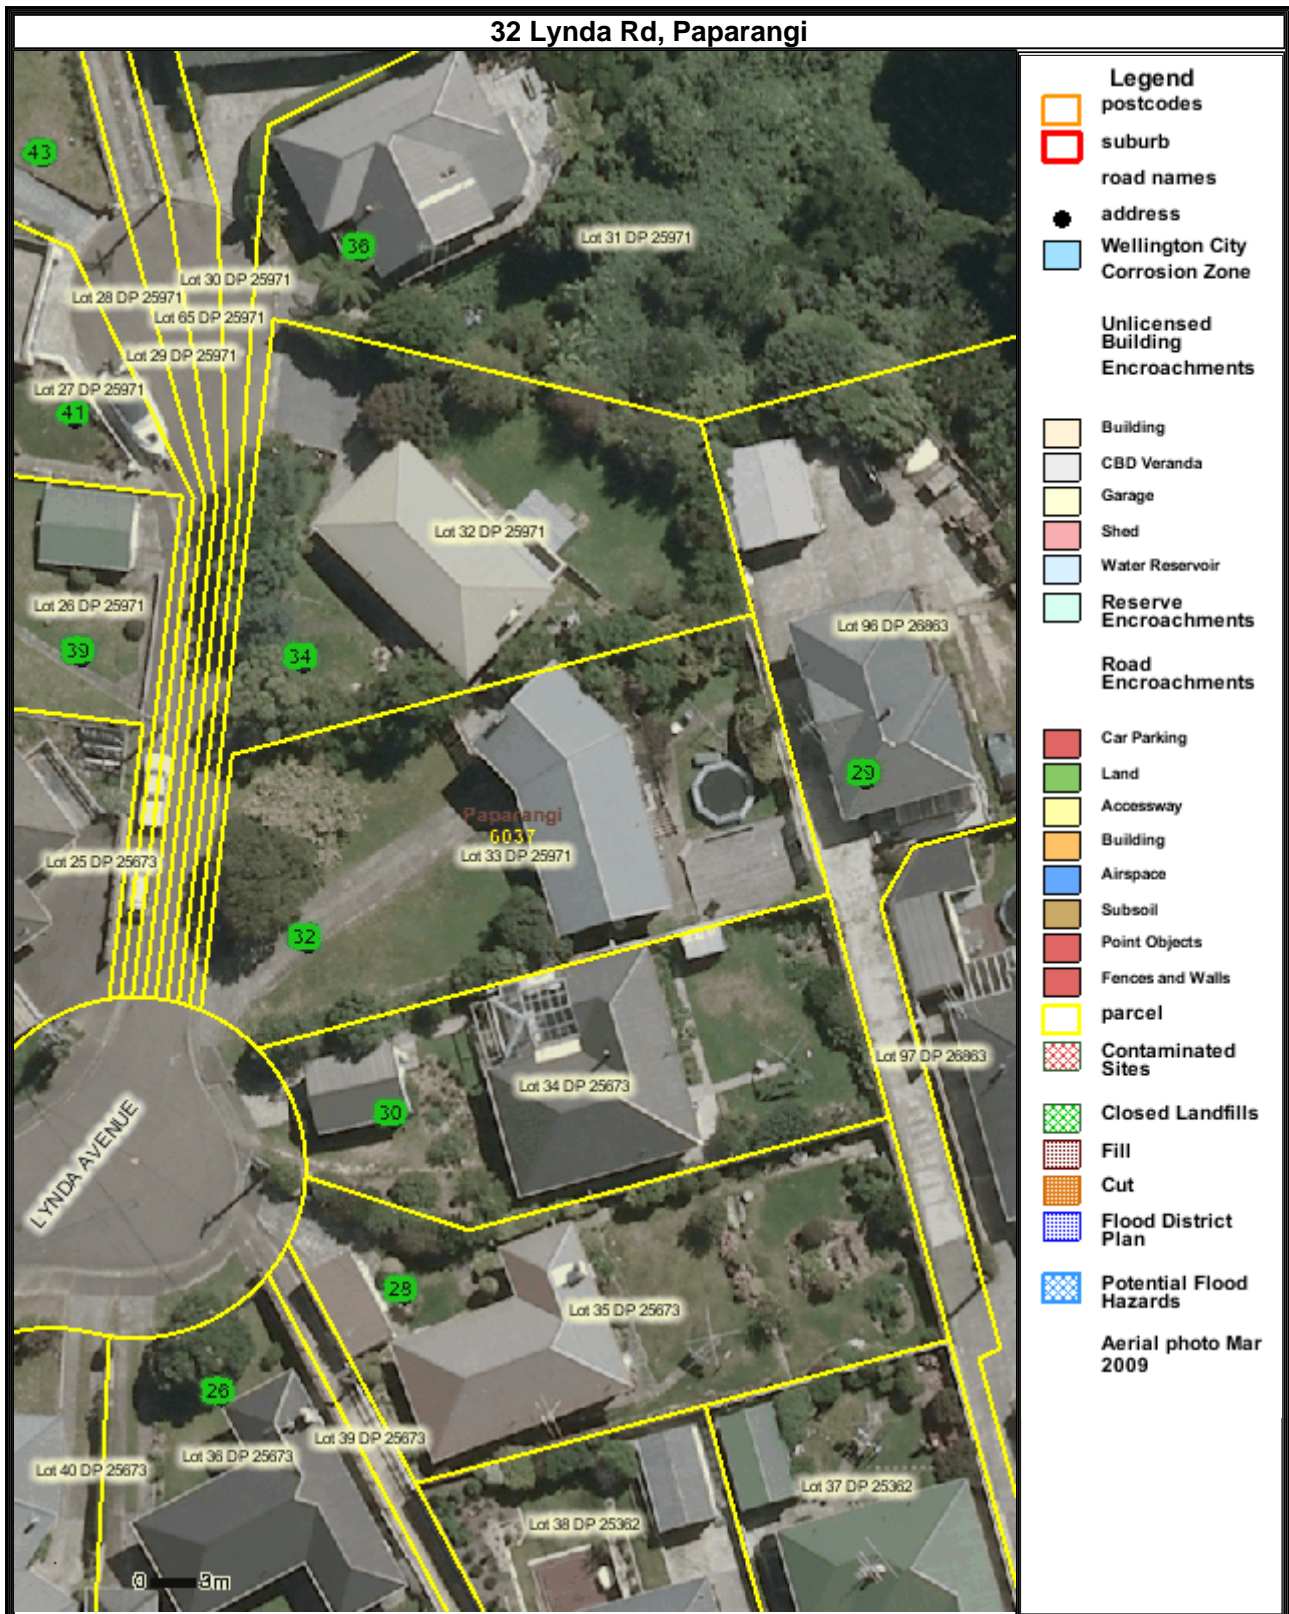 32 Lynda Rd, Paparangi
43
36
Lot 31 DP 25971
Lot 30 DP 25971
Lot 28 DP 25971
Lot 65 DP 25971
Lot 29 DP 25971
Lot 27 DP 25971
41
Lot 32 DP 25971
Lot 26 DP 25971
Lot 96 DP 26863
39
34
29
Paparangi
6037
Lot 33 DP 25971
Lot 25 DP 25673
32
Lot 97 DP 26863
Lot 34 DP 25673
30
LYNDA AVENUE
28
Lot 35 DP 25673
26
Lot 39 DP 25673
Lot 36 DP 25673
Lot 40 DP 25673
Lot 37 DP 25362
Lot 38 DP 25362
0 3m
Legend
postcodes
suburb
road names
address
Wellington City
Corrosion Zone
Unlicensed
Building
Encroachments
Building
CBD Veranda
Garage
Shed
Water Reservoir
Reserve
Encroachments
Road
Encroachments
Car Parking
Land
Accessway
Building
Airspace
Subsoil
Point Objects
Fences and Walls
parcel
Contaminated
Sites
Closed Landfills
Fill
Cut
Flood District
Plan
Potential Flood
Hazards
Aerial photo Mar
2009